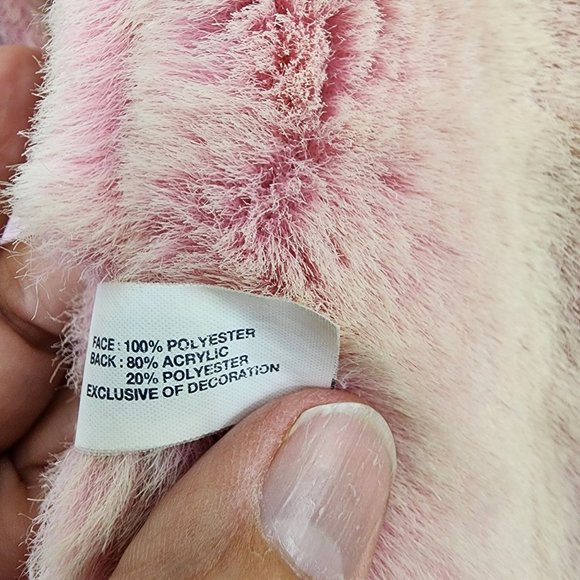 FACE : 100% POLYESTER
BACK : 80% ACRYLIC
20% POLYESTER
EXCLUSIVE OF DECORATION